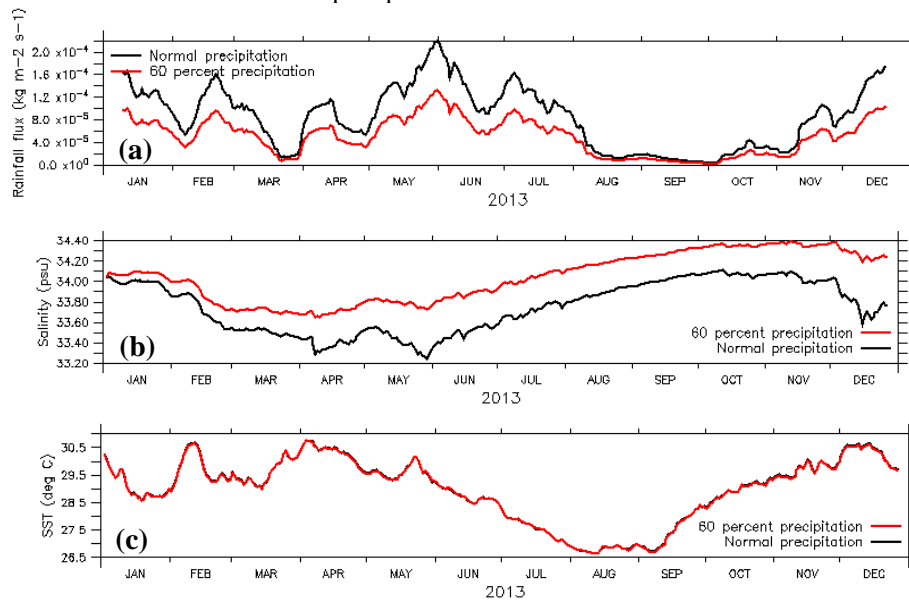 Rainfall flux (kg m−2 s−1)
2.0 x10⁻⁴
1.6 x10⁻⁴
1.2 x10⁻⁴
8.0 x10⁻⁵
4.0 x10⁻⁵
0.0 x10⁰
Normal precipitation
60 percent precipitation
(a)
JAN FEB MAR APR MAY JUN JUL AUG SEP OCT NOV DEC
2013
Salinity (psu)
34.40
34.20
34.00
33.80
33.60
33.40
33.20
(b)
60 percent precipitation
Normal precipitation
JAN FEB MAR APR MAY JUN JUL AUG SEP OCT NOV DEC
2013
SST (deg C)
30.5
29.5
28.5
27.5
26.5
(c)
60 percent precipitation
Normal precipitation
JAN FEB MAR APR MAY JUN JUL AUG SEP OCT NOV DEC
2013